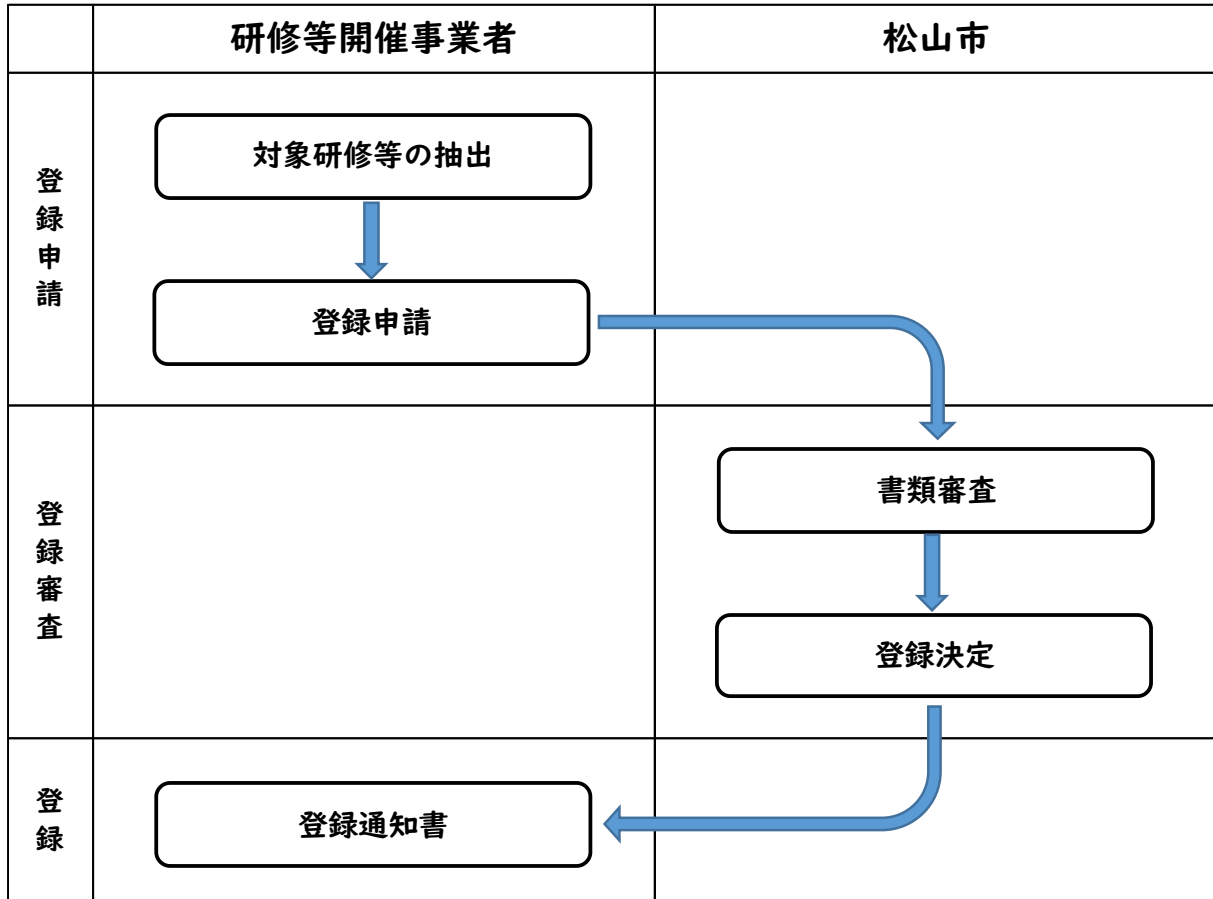 研修等開催事業者
松山市
登録申請
対象研修等の抽出
登録申請
登録審査
書類審査
登録決定
登録
登録通知書